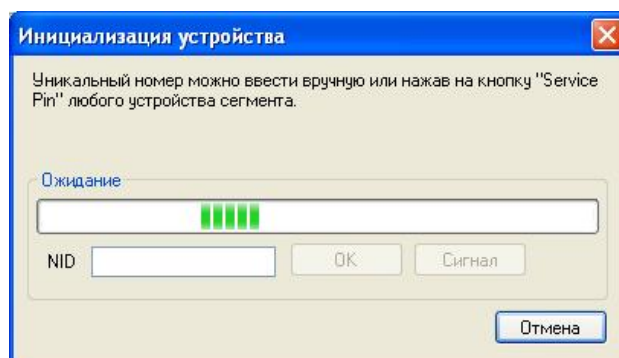 Инициализация устройства
Уникальный номер можно ввести вручную или нажав на кнопку "Service
Pin" любого устройства сегмента.
Ожидание
NID OK Сигнал
Отмена